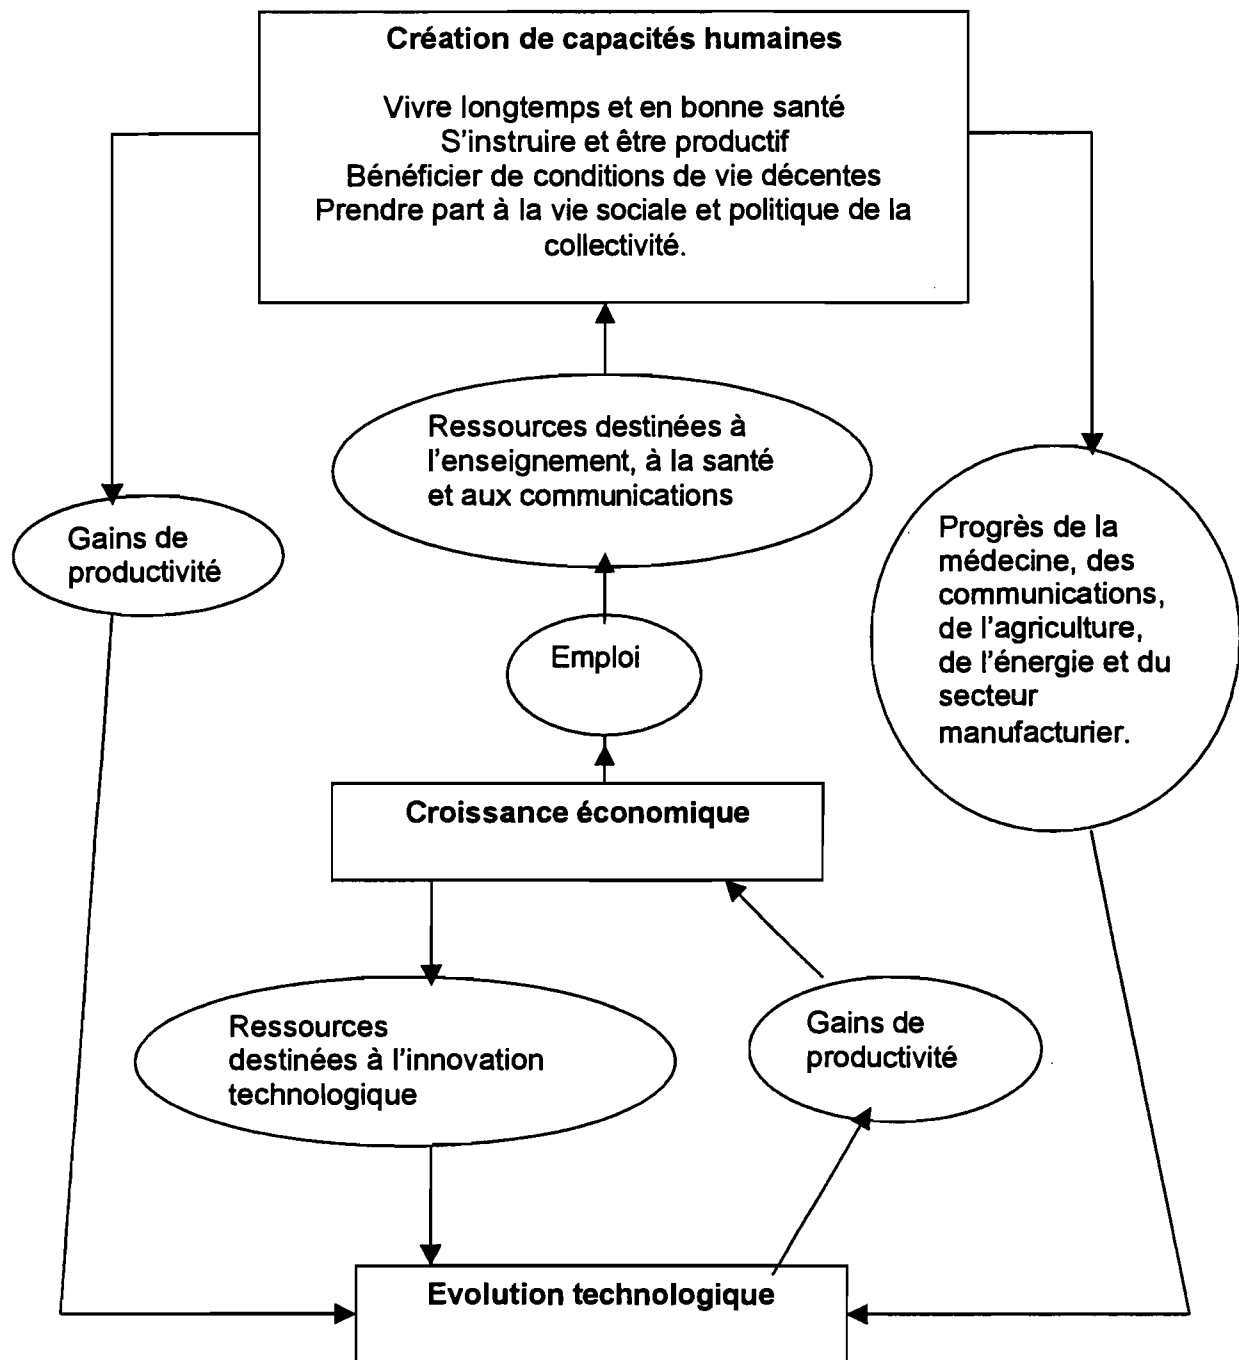 Création de capacités humaines
Vivre longtemps et en bonne santé
S'instruire et être productif
Bénéficier de conditions de vie décentes
Prendre part à la vie sociale et politique de la
collectivité.
Ressources destinées à
l'enseignement, à la santé
et aux communications
Gains de
productivité
Progrès de la
médecine, des
communications,
de l'agriculture,
de l'énergie et du
secteur
manufacturier.
Emploi
Croissance économique
Ressources
destinées à l'innovation
technologique
Gains de
productivité
Evolution technologique